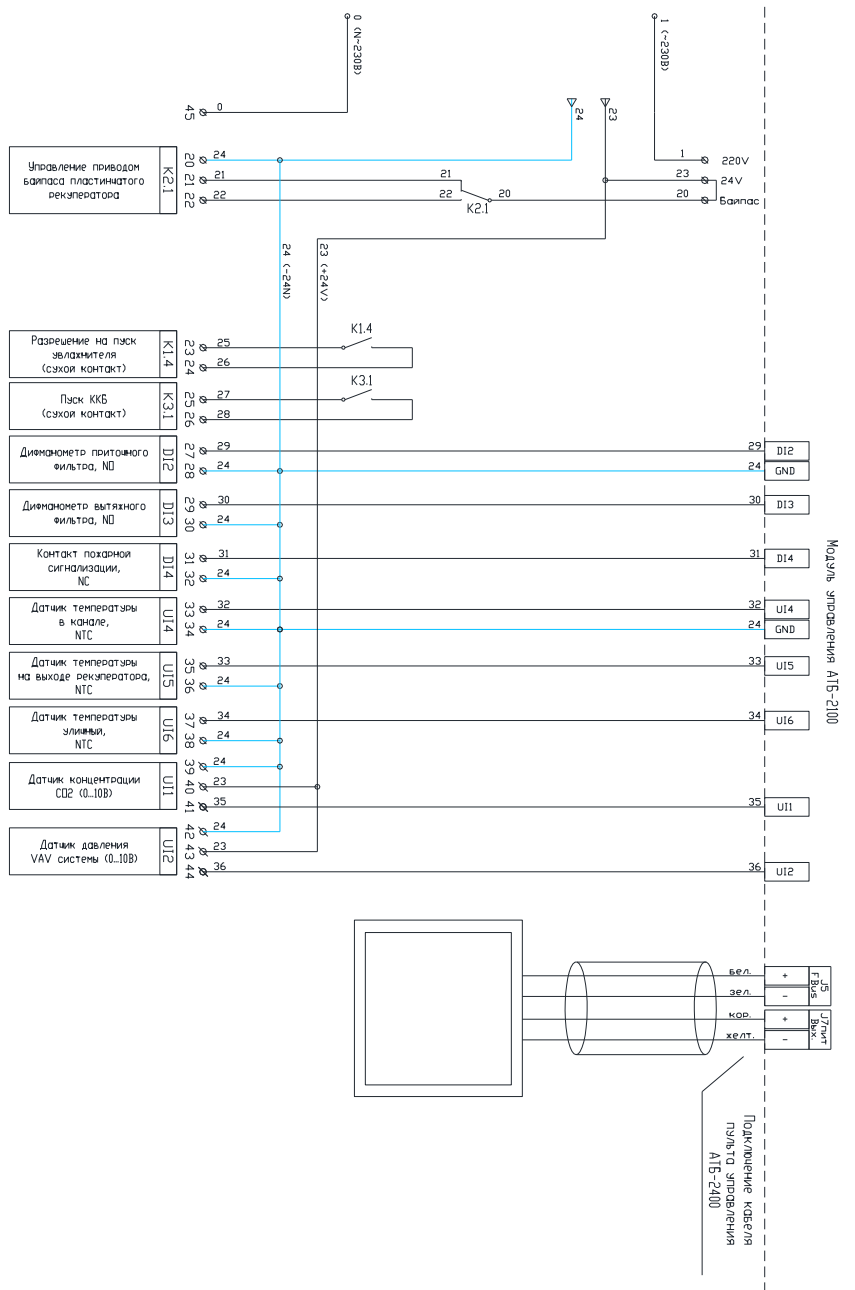 0 (N~230В)
1 (~230В)
24
23
45
0
1
220V
Управление приводом
байпаса пластинчатого
рекуператора
K2.1
20
24
21
21
21
22
22
22
K2.1
20
23
24V
20
Байпас
24 (-24N)
23 (+24V)
Разрешение на пуск
увлажнителя
(сухой контакт)
K1.4
23
25
24
26
K1.4
Пуск ККБ
(сухой контакт)
K3.1
25
27
26
28
K3.1
Дифманометр приточного
фильтра, NO
DI2
27
29
28
24
29
DI2
24
GND
Дифманометр вытяжного
фильтра, NO
DI3
29
30
30
24
30
DI3
Контакт пожарной
сигнализации,
NC
DI4
31
31
32
24
31
DI4
Датчик температуры
в канале,
NTC
UI4
33
32
34
24
32
UI4
24
GND
Датчик температуры
на выходе рекуператора,
NTC
UI5
35
33
36
24
33
UI5
Датчик температуры
уличный,
NTC
UI6
37
34
38
24
34
UI6
Датчик концентрации
CO2 (0...10В)
UI1
39
24
40
23
41
35
35
UI1
Датчик давления
VAV системы (0...10В)
UI2
42
24
43
23
44
36
36
UI2
Модуль управления АТБ-2100
бел.
+
зел.
-
J5
FBus
кор.
+
желт.
-
J7пит
Вых.
Подключение кабеля
пульта управления
АТБ-2400